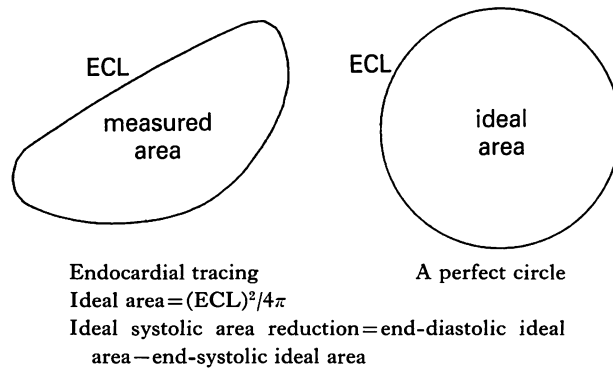 ECL
measured
area
ECL
ideal
area
Endocardial tracing
A perfect circle
Ideal area=(ECL)²/4π
Ideal systolic area reduction=end-diastolic ideal
area−end-systolic ideal area